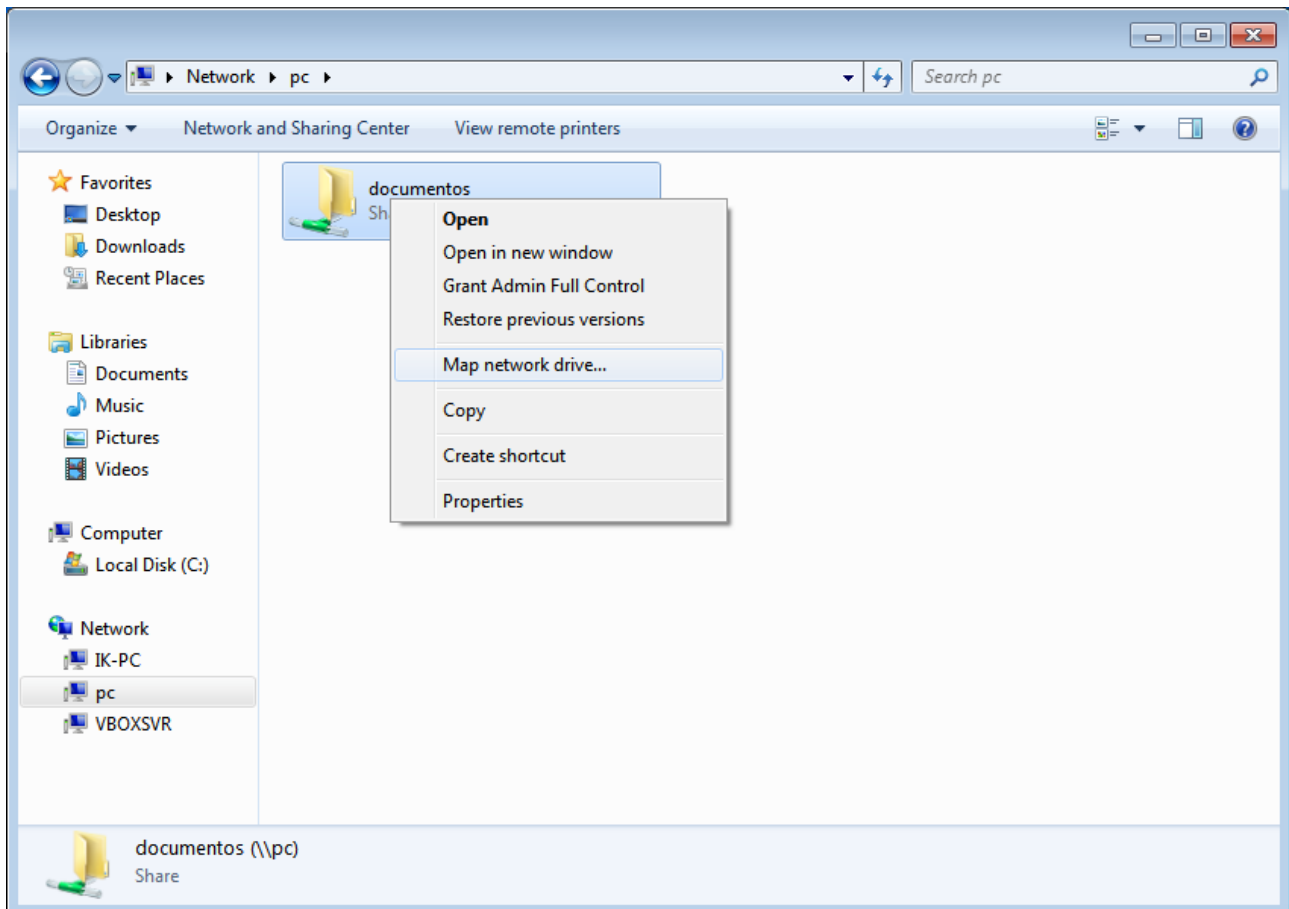 Network pc
Search pc
Organize Network and Sharing Center View remote printers
Favorites
Desktop
Downloads
Recent Places
Libraries
Documents
Music
Pictures
Videos
Computer
Local Disk (C:)
Network
IK-PC
pc
VBOXSVR
documentos
Sh
Open
Open in new window
Grant Admin Full Control
Restore previous versions
Map network drive...
Copy
Create shortcut
Properties
documentos (\\pc)
Share